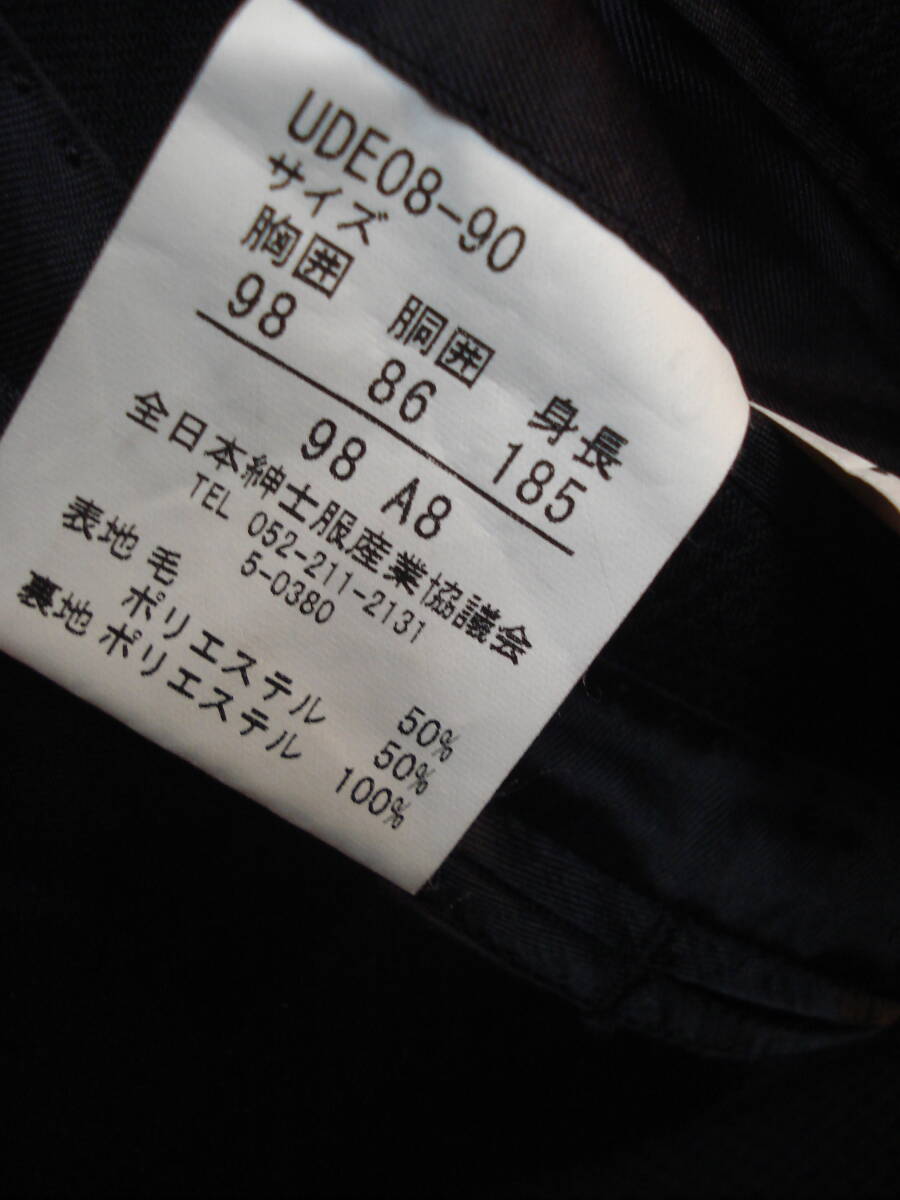 UDE08-90
サイズ
胸囲 胴囲 身長
98 86 185
98 A8
全日本紳士服産業協議会
TEL 052-211-2131
5-0380
表地 毛 50%
ポリエステル 50%
裏地 ポリエステル 100%